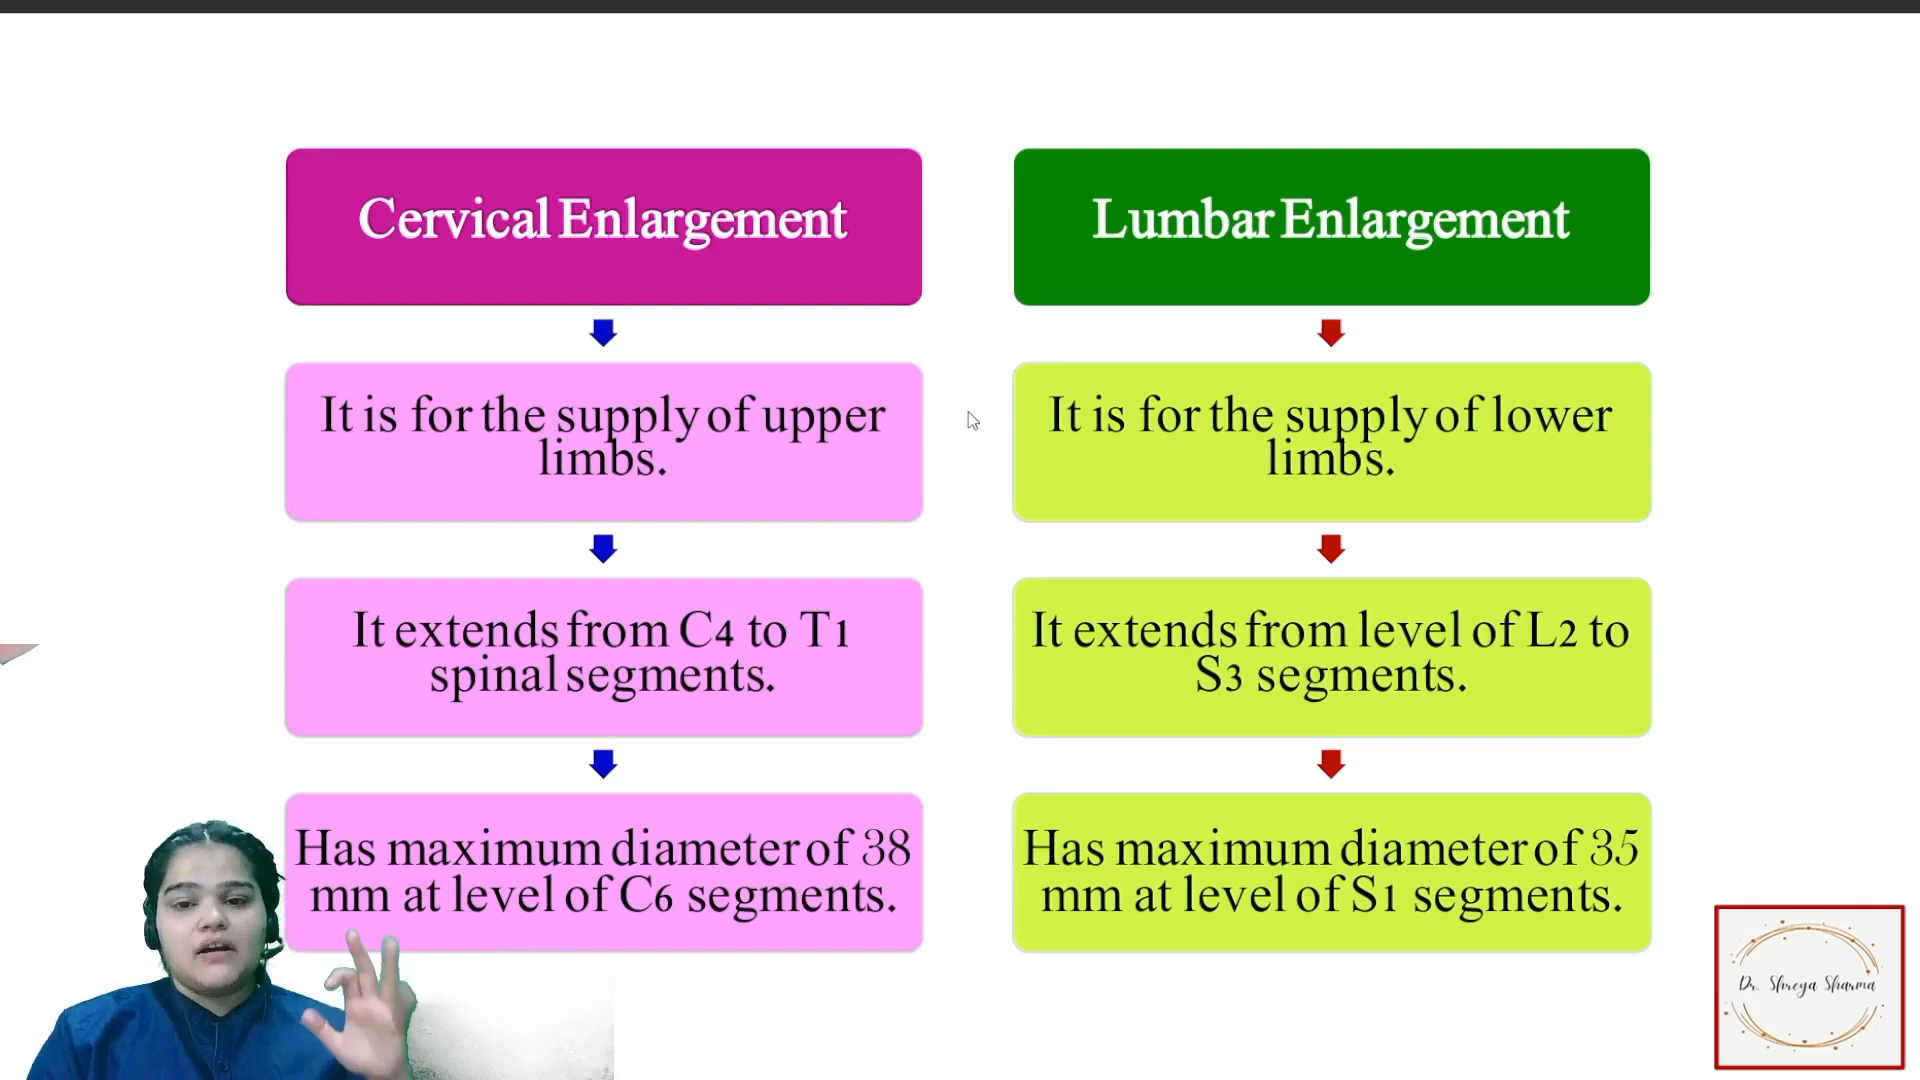 Cervical Enlargement
It is for the supply of upper
limbs.
It extends from C4 to T1
spinal segments.
Has maximum diameter of 38
mm at level of C6 segments.
Lumbar Enlargement
It is for the supply of lower
limbs.
It extends from level of L2 to
S3 segments.
Has maximum diameter of 35
mm at level of S1 segments.
Dr. Shreya Sharma